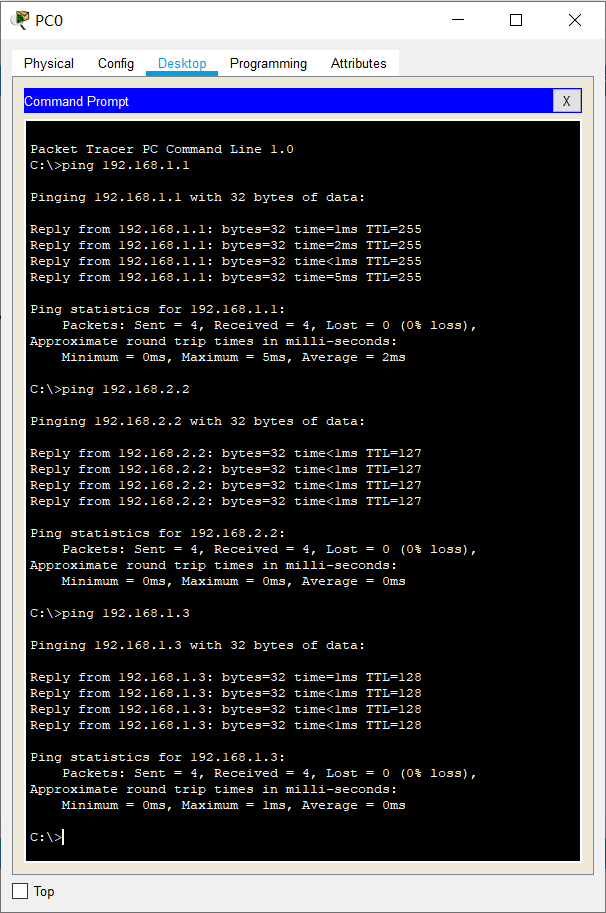 PC0
Physical Config Desktop Programming Attributes
Command Prompt X
Packet Tracer PC Command Line 1.0
C:\>ping 192.168.1.1
Pinging 192.168.1.1 with 32 bytes of data:
Reply from 192.168.1.1: bytes=32 time=1ms TTL=255
Reply from 192.168.1.1: bytes=32 time=2ms TTL=255
Reply from 192.168.1.1: bytes=32 time<1ms TTL=255
Reply from 192.168.1.1: bytes=32 time=5ms TTL=255
Ping statistics for 192.168.1.1:
    Packets: Sent = 4, Received = 4, Lost = 0 (0% loss),
Approximate round trip times in milli-seconds:
    Minimum = 0ms, Maximum = 5ms, Average = 2ms
C:\>ping 192.168.2.2
Pinging 192.168.2.2 with 32 bytes of data:
Reply from 192.168.2.2: bytes=32 time<1ms TTL=127
Reply from 192.168.2.2: bytes=32 time<1ms TTL=127
Reply from 192.168.2.2: bytes=32 time<1ms TTL=127
Reply from 192.168.2.2: bytes=32 time<1ms TTL=127
Ping statistics for 192.168.2.2:
    Packets: Sent = 4, Received = 4, Lost = 0 (0% loss),
Approximate round trip times in milli-seconds:
    Minimum = 0ms, Maximum = 0ms, Average = 0ms
C:\>ping 192.168.1.3
Pinging 192.168.1.3 with 32 bytes of data:
Reply from 192.168.1.3: bytes=32 time=1ms TTL=128
Reply from 192.168.1.3: bytes=32 time<1ms TTL=128
Reply from 192.168.1.3: bytes=32 time<1ms TTL=128
Reply from 192.168.1.3: bytes=32 time<1ms TTL=128
Ping statistics for 192.168.1.3:
    Packets: Sent = 4, Received = 4, Lost = 0 (0% loss),
Approximate round trip times in milli-seconds:
    Minimum = 0ms, Maximum = 1ms, Average = 0ms
C:\>
Top